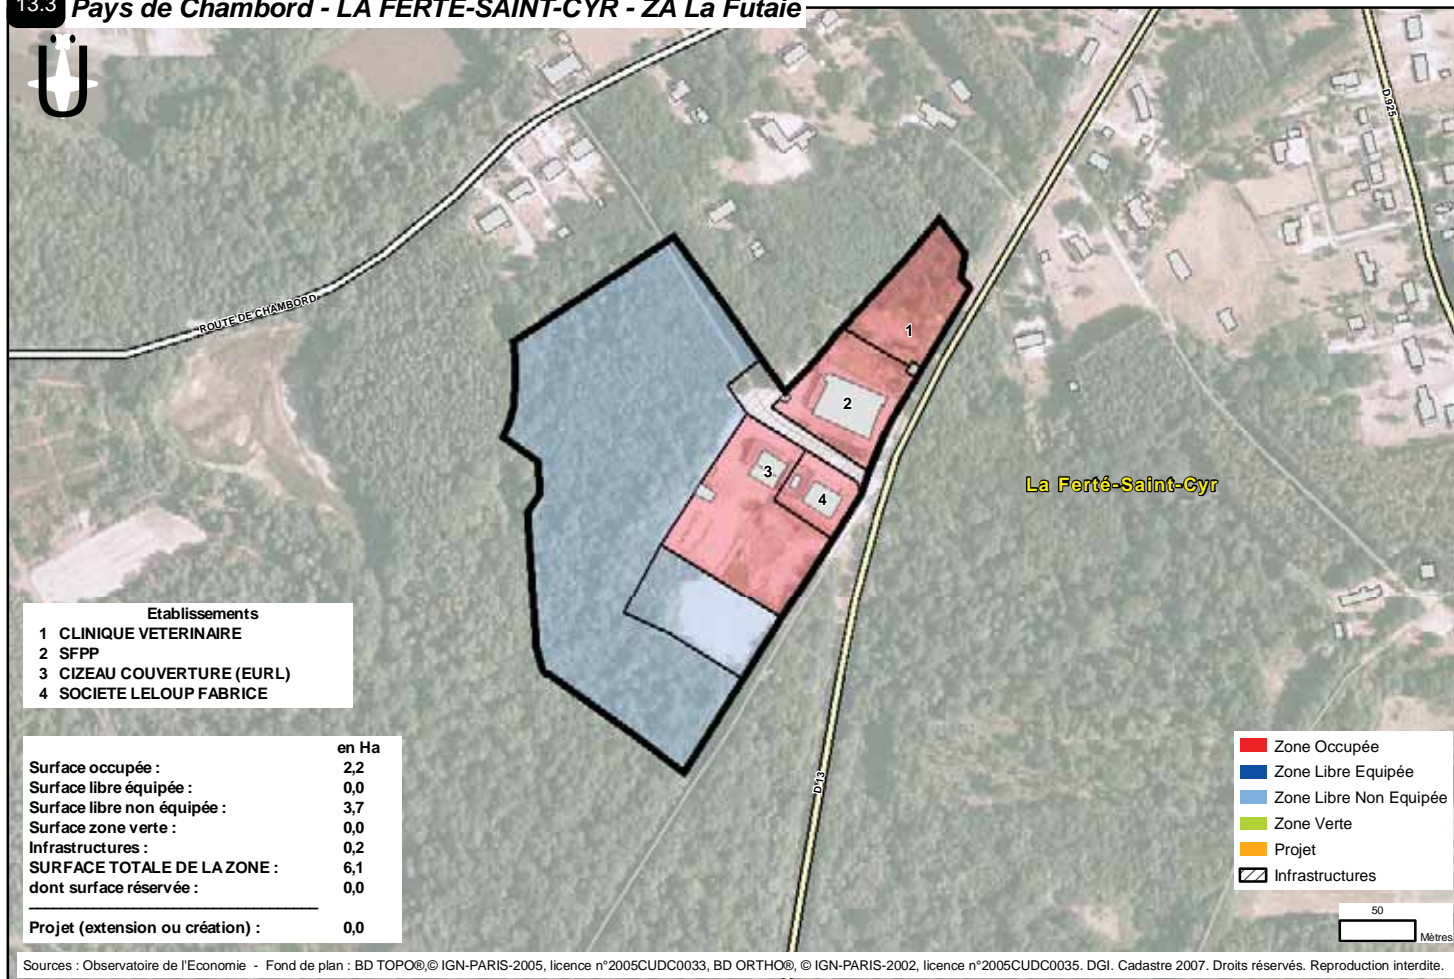 13.3 Pays de Chambord - LA FERTE-SAINT-CYR - ZA La Futaie
Ü
ROUTE DE CHAMBORD
D 925
1
2
3
4
La Ferté-Saint-Cyr
D 13
Etablissements
1 CLINIQUE VETERINAIRE
2 SFPP
3 CIZEAU COUVERTURE (EURL)
4 SOCIETE LELOUP FABRICE
en Ha
Surface occupée : 2,2
Surface libre équipée : 0,0
Surface libre non équipée : 3,7
Surface zone verte : 0,0
Infrastructures : 0,2
SURFACE TOTALE DE LA ZONE : 6,1
dont surface réservée : 0,0
Projet (extension ou création) : 0,0
Zone Occupée
Zone Libre Equipée
Zone Libre Non Equipée
Zone Verte
Projet
Infrastructures
50
Mètres
Sources : Observatoire de l'Economie - Fond de plan : BD TOPO®,© IGN-PARIS-2005, licence n°2005CUDC0033, BD ORTHO®, © IGN-PARIS-2002, licence n°2005CUDC0035. DGI. Cadastre 2007. Droits réservés. Reproduction interdite